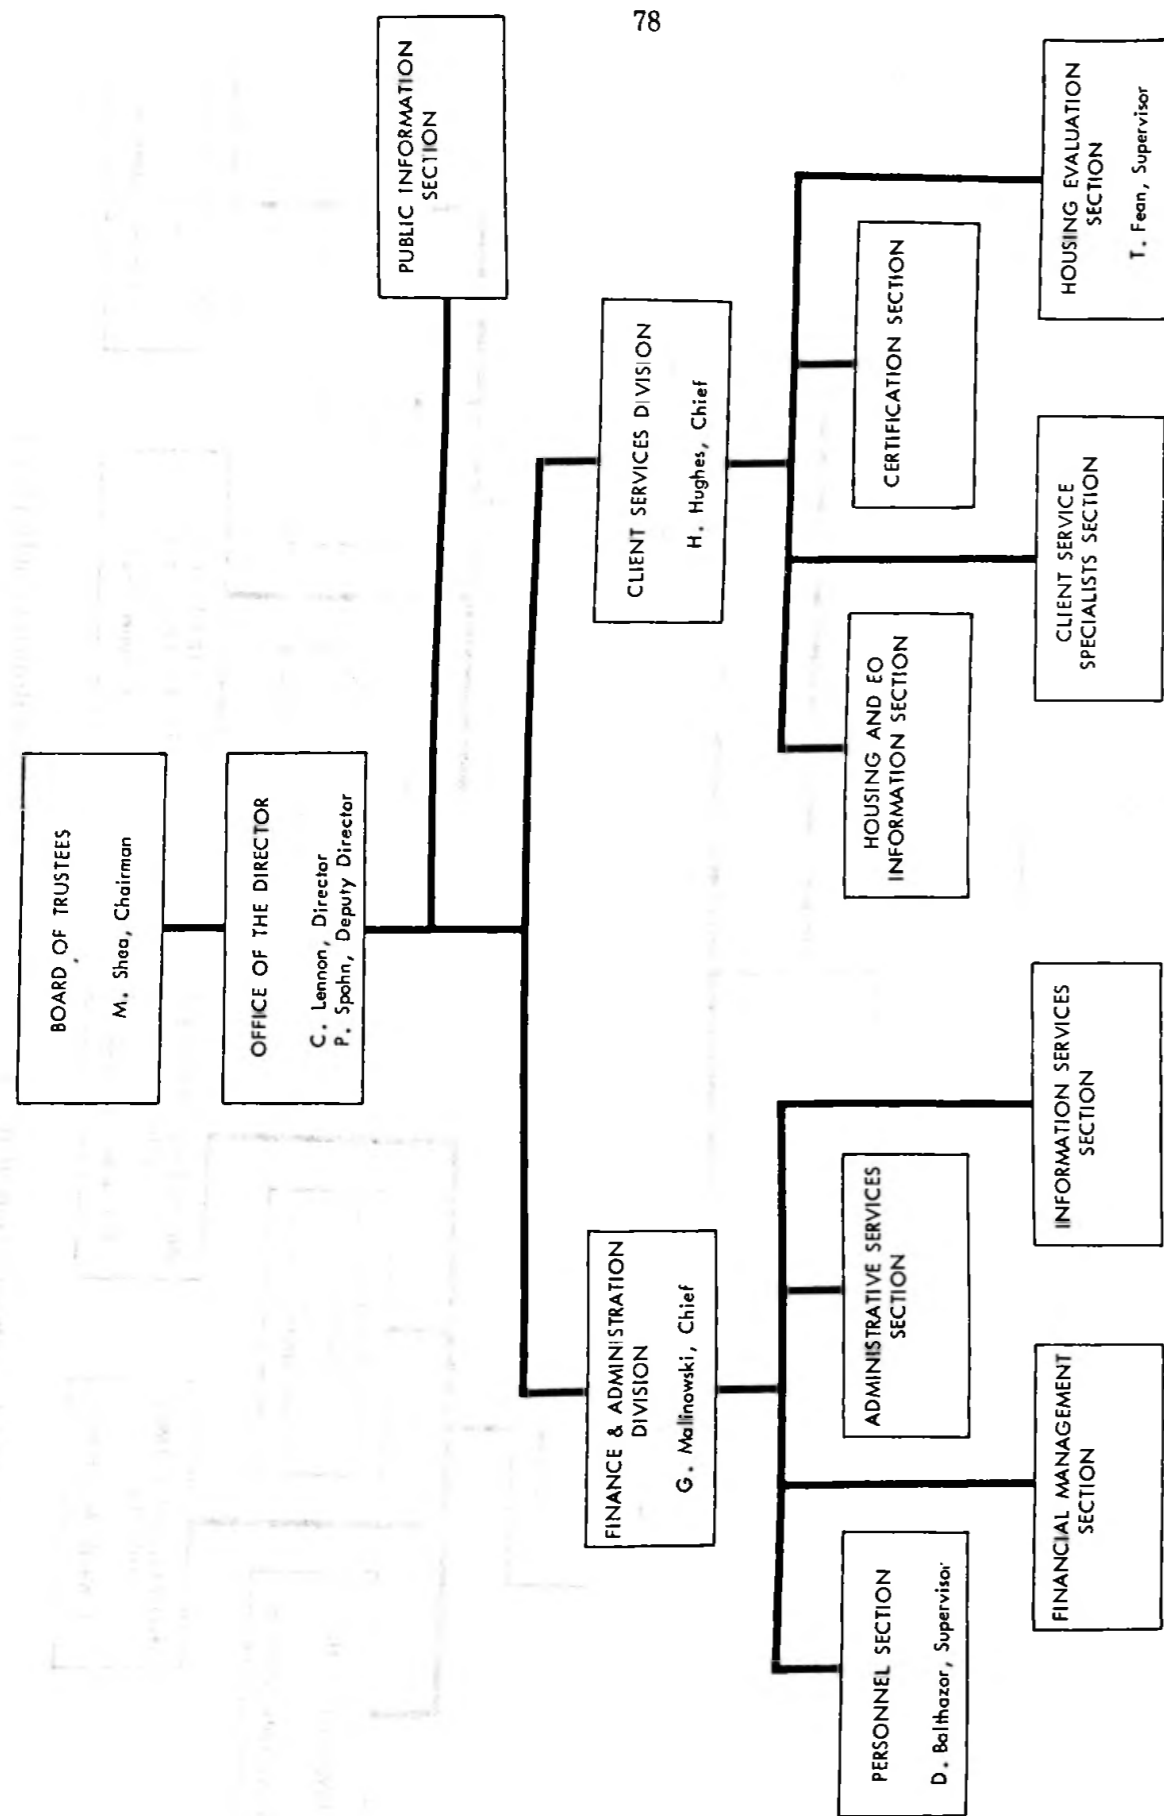 78
BOARD OF TRUSTEES
M. Shea, Chairman
OFFICE OF THE DIRECTOR
C. Lennon, Director
P. Spohn, Deputy Director
PUBLIC INFORMATION
SECTION
FINANCE & ADMINISTRATION
DIVISION
G. Malinowski, Chief
CLIENT SERVICES DIVISION
H. Hughes, Chief
PERSONNEL SECTION
D. Balthazor, Supervisor
ADMINISTRATIVE SERVICES
SECTION
HOUSING AND EO
INFORMATION SECTION
CERTIFICATION SECTION
FINANCIAL MANAGEMENT
SECTION
INFORMATION SERVICES
SECTION
CLIENT SERVICE
SPECIALISTS SECTION
HOUSING EVALUATION
SECTION
T. Fean, Supervisor